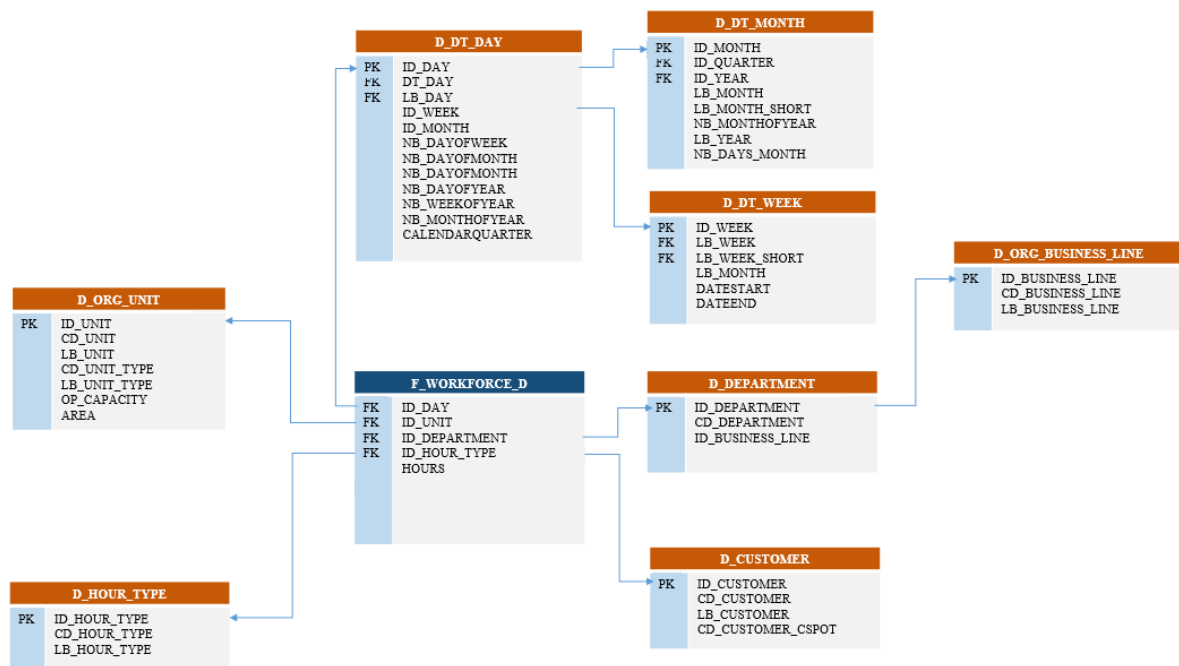 D_DT_DAY
PK ID_DAY
FK DT_DAY
FK LB_DAY
ID_WEEK
ID_MONTH
NB_DAYOFWEEK
NB_DAYOFMONTH
NB_DAYOFMONTH
NB_DAYOFYEAR
NB_WEEKOFYEAR
NB_MONTHOFYEAR
CALENDARQUARTER
D_DT_MONTH
PK ID_MONTH
FK ID_QUARTER
FK ID_YEAR
LB_MONTH
LB_MONTH_SHORT
NB_MONTHOFYEAR
LB_YEAR
NB_DAYS_MONTH
D_DT_WEEK
PK ID_WEEK
FK LB_WEEK
FK LB_WEEK_SHORT
LB_MONTH
DATESTART
DATEEND
D_ORG_BUSINESS_LINE
PK ID_BUSINESS_LINE
CD_BUSINESS_LINE
LB_BUSINESS_LINE
D_ORG_UNIT
PK ID_UNIT
CD_UNIT
LB_UNIT
CD_UNIT_TYPE
LB_UNIT_TYPE
OP_CAPACITY
AREA
F_WORKFORCE_D
FK ID_DAY
FK ID_UNIT
FK ID_DEPARTMENT
FK ID_HOUR_TYPE
HOURS
D_DEPARTMENT
PK ID_DEPARTMENT
CD_DEPARTMENT
ID_BUSINESS_LINE
D_CUSTOMER
PK ID_CUSTOMER
CD_CUSTOMER
LB_CUSTOMER
CD_CUSTOMER_CSPOT
D_HOUR_TYPE
PK ID_HOUR_TYPE
CD_HOUR_TYPE
LB_HOUR_TYPE